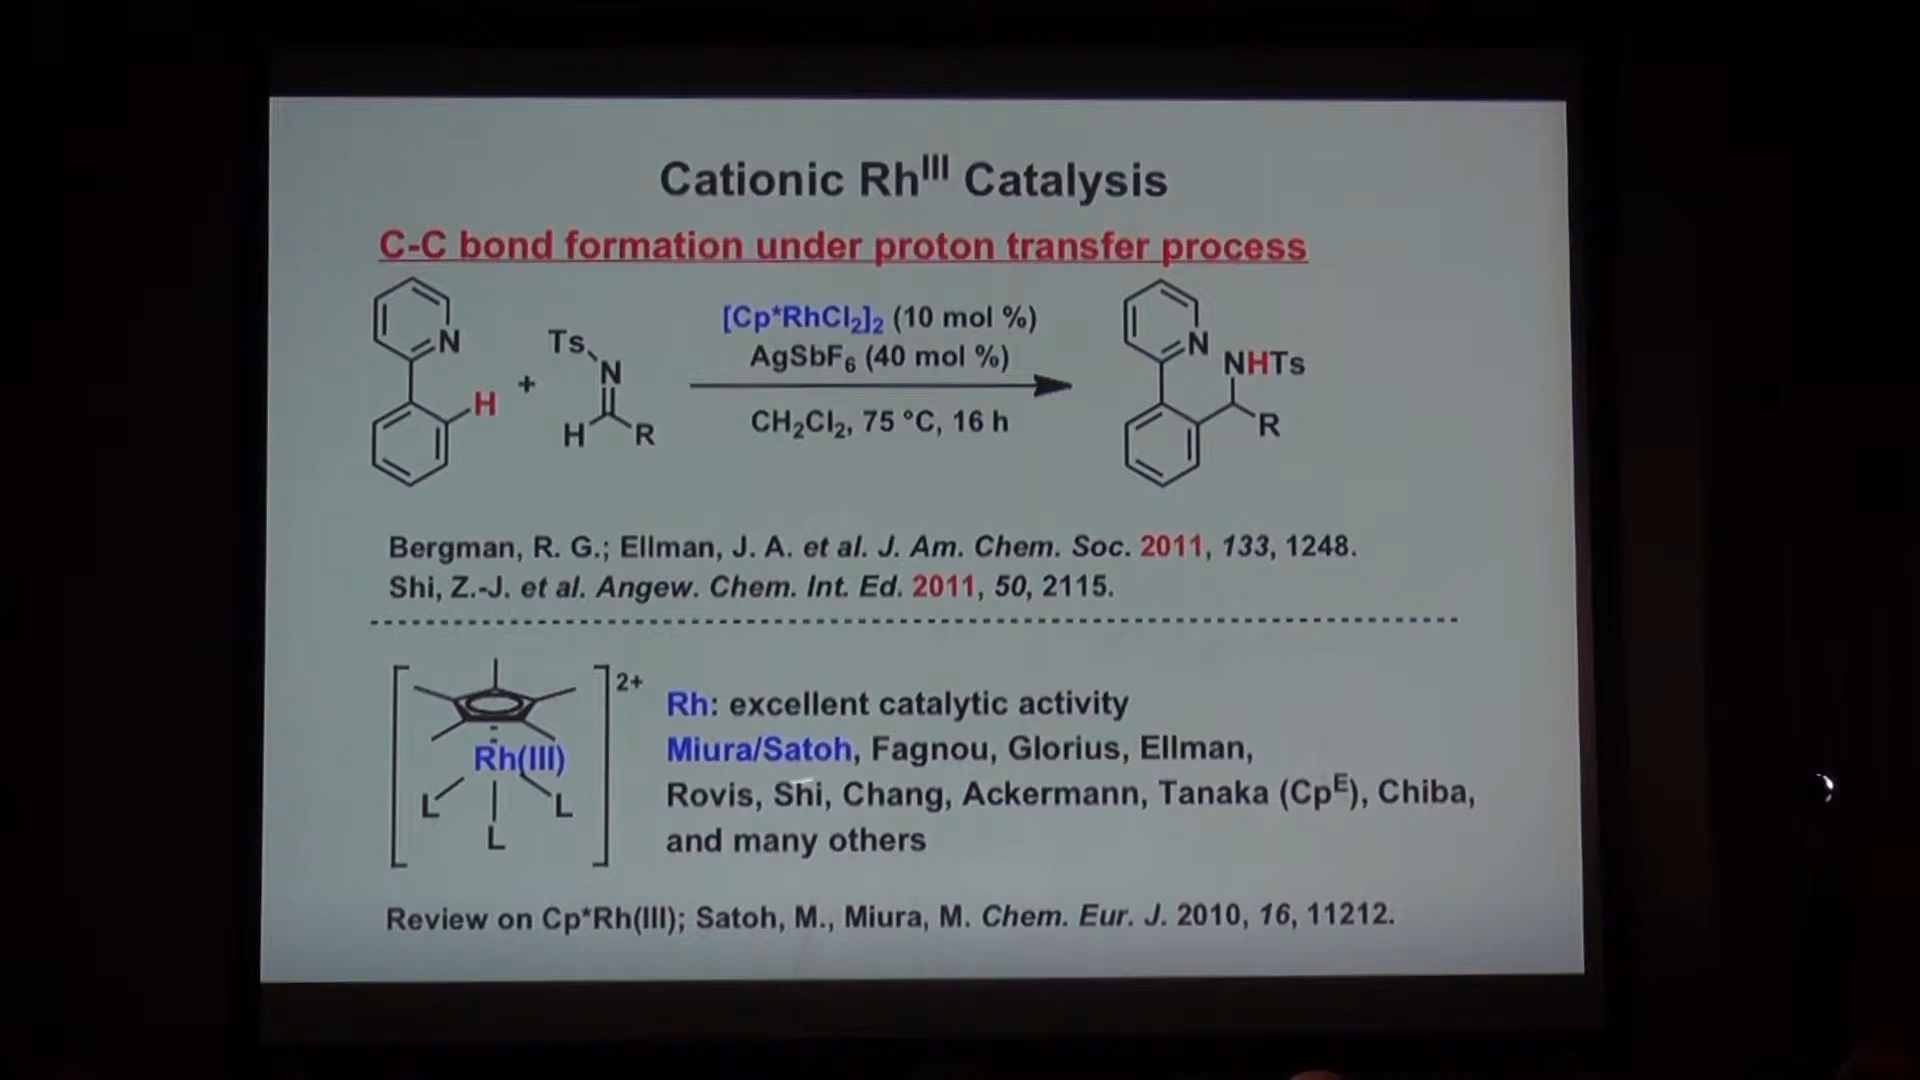 Cationic Rh^III Catalysis
C-C bond formation under proton transfer process
N
H
+
Ts
N
H
R
[Cp*RhCl₂]₂ (10 mol %)
AgSbF₆ (40 mol %)
CH₂Cl₂, 75 °C, 16 h
N
NHTs
R
Bergman, R. G.; Ellman, J. A. et al. J. Am. Chem. Soc. 2011, 133, 1248.
Shi, Z.-J. et al. Angew. Chem. Int. Ed. 2011, 50, 2115.
2+
Rh(III)
L
L
L
Rh: excellent catalytic activity
Miura/Satoh, Fagnou, Glorius, Ellman,
Rovis, Shi, Chang, Ackermann, Tanaka (Cp^E), Chiba,
and many others
Review on Cp*Rh(III); Satoh, M., Miura, M. Chem. Eur. J. 2010, 16, 11212.